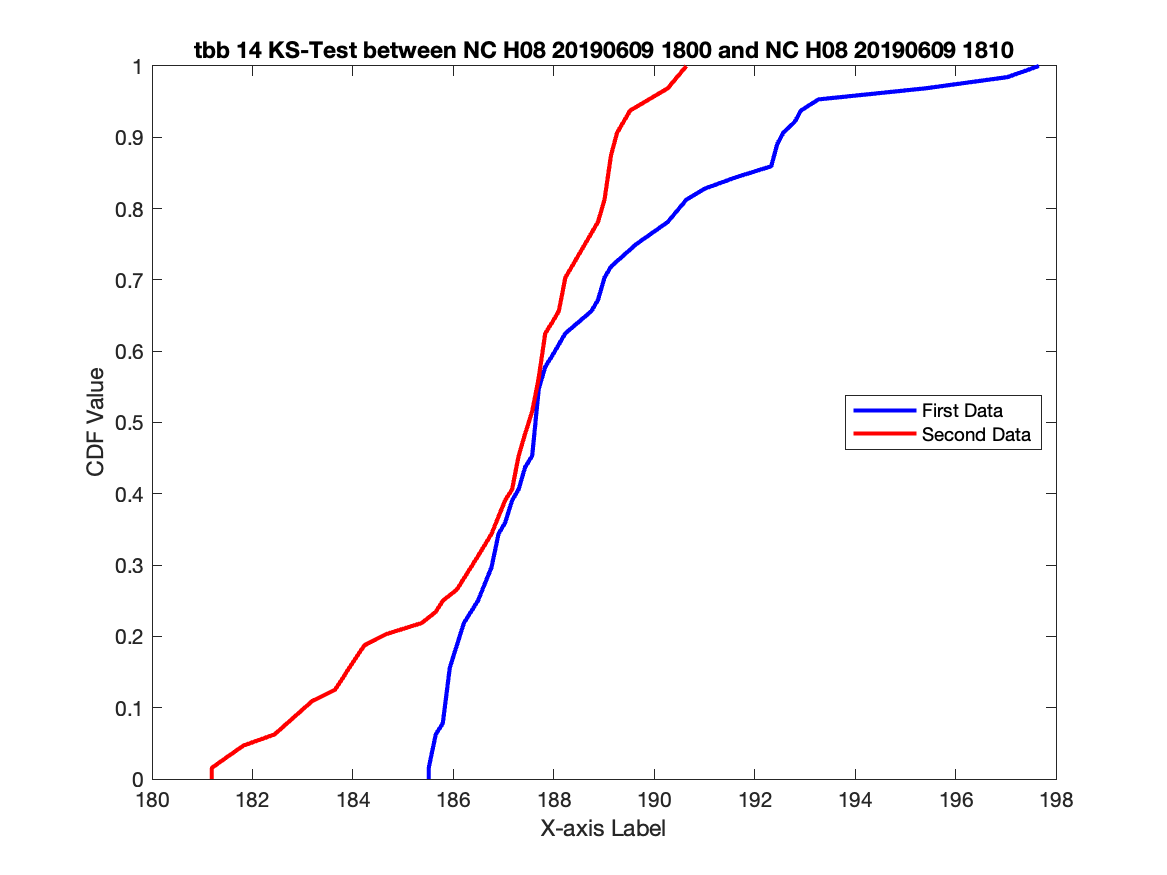 tbb 14 KS-Test between NC H08 20190609 1800 and NC H08 20190609 1810
1
0.9
0.8
0.7
0.6
0.5
0.4
0.3
0.2
0.1
0
CDF Value
First Data
Second Data
180 182 184 186 188 190 192 194 196 198
X-axis Label